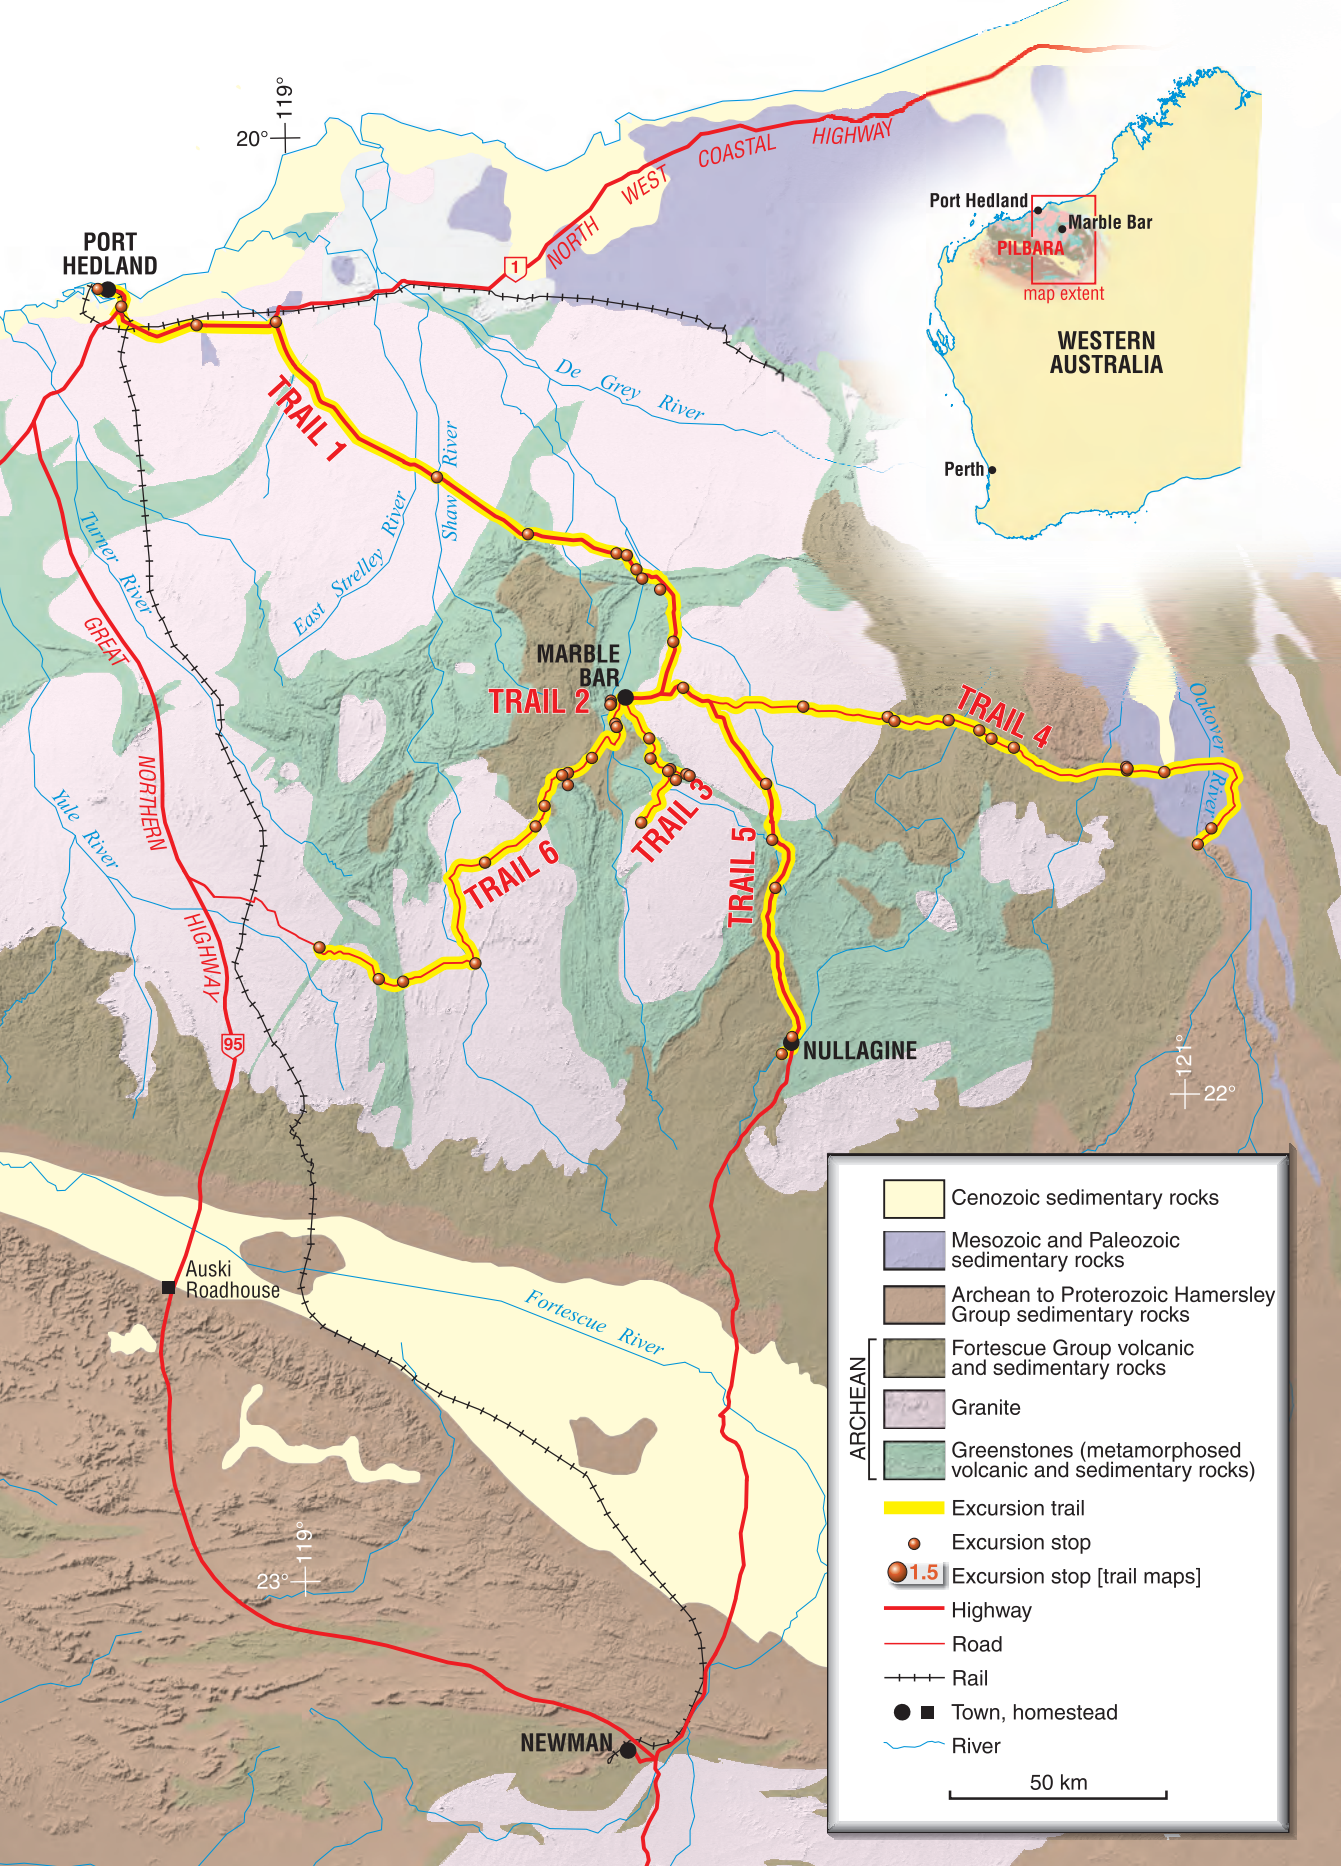 119°
20°
PORT
HEDLAND
1
NORTH
WEST
COASTAL
HIGHWAY
Port Hedland
Marble Bar
PILBARA
map extent
WESTERN
AUSTRALIA
Perth
De Grey River
TRAIL 1
Shaw River
East Strelley River
Turner River
GREAT
NORTHERN
HIGHWAY
95
Yule River
MARBLE
BAR
TRAIL 2
TRAIL 3
TRAIL 4
TRAIL 5
TRAIL 6
Oakover River
NULLAGINE
121°
22°
Auski
Roadhouse
Fortescue River
119°
23°
NEWMAN
Cenozoic sedimentary rocks
Mesozoic and Paleozoic
sedimentary rocks
Archean to Proterozoic Hamersley
Group sedimentary rocks
ARCHEAN
Fortescue Group volcanic
and sedimentary rocks
Granite
Greenstones (metamorphosed
volcanic and sedimentary rocks)
Excursion trail
Excursion stop
1.5 Excursion stop [trail maps]
Highway
Road
Rail
Town, homestead
River
50 km